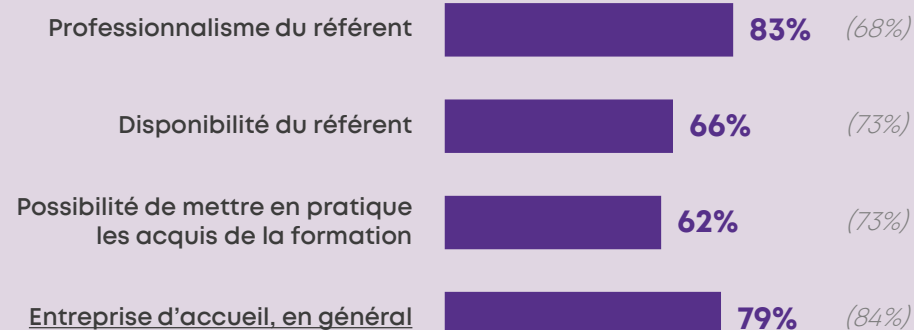 Professionnalisme du référent 83% (68%)
Disponibilité du référent 66% (73%)
Possibilité de mettre en pratique
les acquis de la formation 62% (73%)
Entreprise d'accueil, en général 79% (84%)